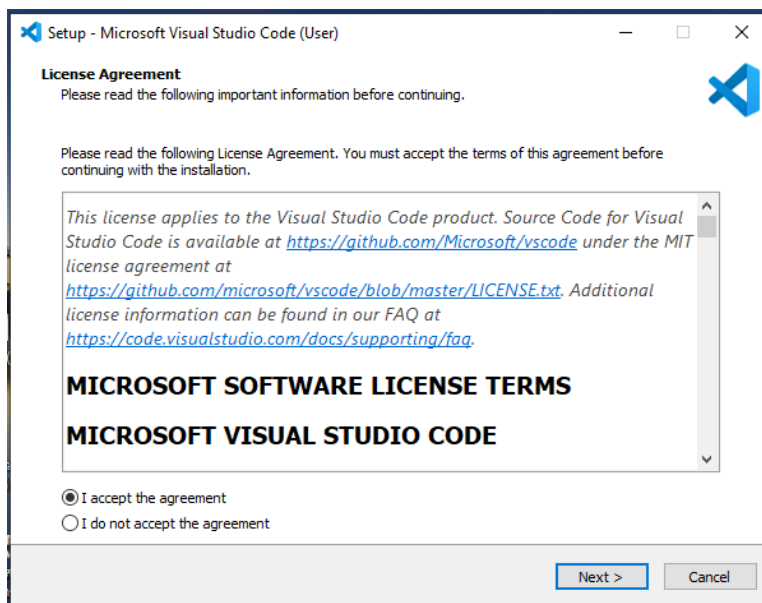 Setup - Microsoft Visual Studio Code (User)
License Agreement
Please read the following important information before continuing.
Please read the following License Agreement. You must accept the terms of this agreement before
continuing with the installation.
This license applies to the Visual Studio Code product. Source Code for Visual
Studio Code is available at https://github.com/Microsoft/vscode under the MIT
license agreement at
https://github.com/microsoft/vscode/blob/master/LICENSE.txt. Additional
license information can be found in our FAQ at
https://code.visualstudio.com/docs/supporting/faq.
MICROSOFT SOFTWARE LICENSE TERMS
MICROSOFT VISUAL STUDIO CODE
I accept the agreement
I do not accept the agreement
Next >
Cancel